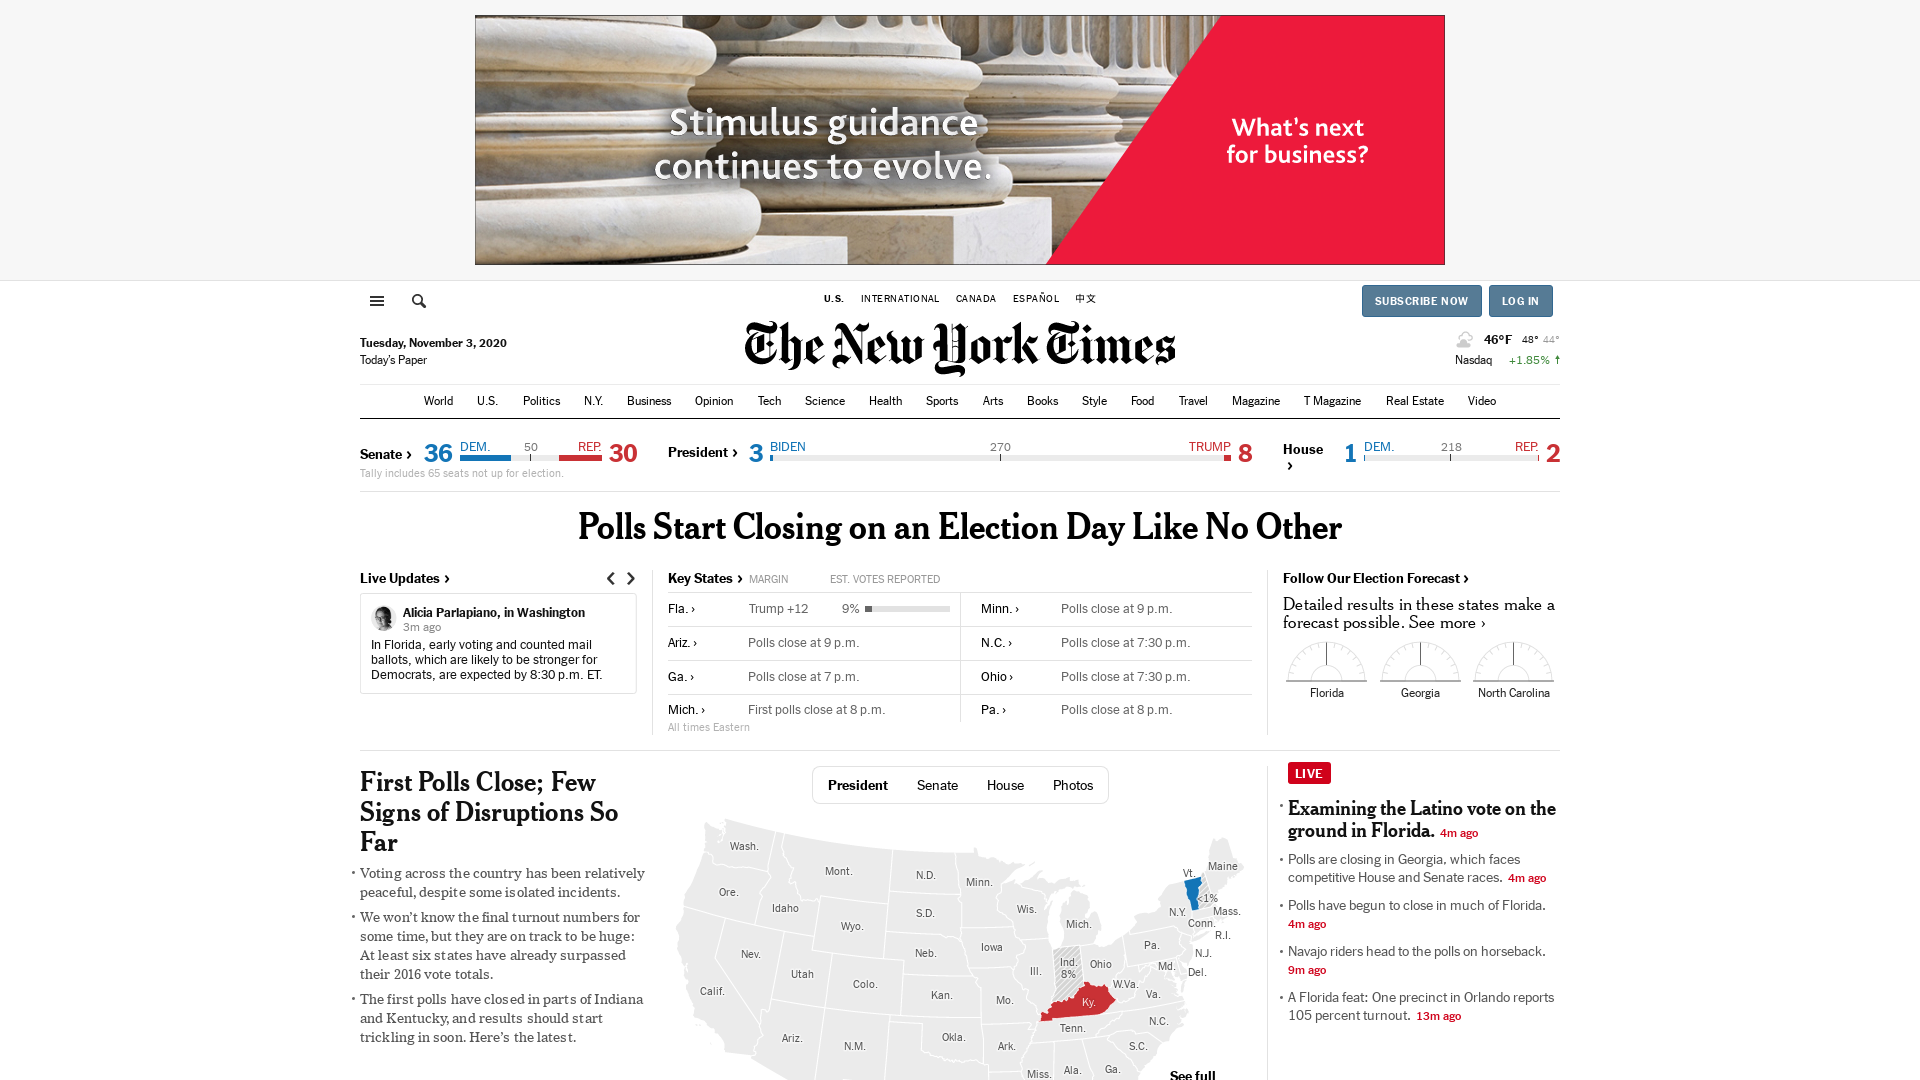 Stimulus guidance
continues to evolve.
What's next
for business?
U.S. INTERNATIONAL CANADA ESPAÑOL 中文
SUBSCRIBE NOW LOG IN
Tuesday, November 3, 2020
Today's Paper
The New York Times
46°F 48° 44°
Nasdaq +1.85% ↑
World U.S. Politics N.Y. Business Opinion Tech Science Health Sports Arts Books Style Food Travel Magazine T Magazine Real Estate Video
Senate › 36 DEM. 50 REP. 30
Tally includes 65 seats not up for election.
President › 3 BIDEN 270 TRUMP 8
House › 1 DEM. 218 REP. 2
Polls Start Closing on an Election Day Like No Other
Live Updates ›
Alicia Parlapiano, in Washington
3m ago
In Florida, early voting and counted mail
ballots, which are likely to be stronger for
Democrats, are expected by 8:30 p.m. ET.
Key States › MARGIN EST. VOTES REPORTED
Fla. › Trump +12 9%
Ariz. › Polls close at 9 p.m.
Ga. › Polls close at 7 p.m.
Mich. › First polls close at 8 p.m.
All times Eastern
Minn. › Polls close at 9 p.m.
N.C. › Polls close at 7:30 p.m.
Ohio › Polls close at 7:30 p.m.
Pa. › Polls close at 8 p.m.
Follow Our Election Forecast ›
Detailed results in these states make a
forecast possible. See more ›
Florida Georgia North Carolina
First Polls Close; Few
Signs of Disruptions So
Far
• Voting across the country has been relatively
peaceful, despite some isolated incidents.
• We won't know the final turnout numbers for
some time, but they are on track to be huge:
At least six states have already surpassed
their 2016 vote totals.
• The first polls have closed in parts of Indiana
and Kentucky, and results should start
trickling in soon. Here's the latest.
President Senate House Photos
Wash.
Mont.
N.D.
Minn.
Vt.
Maine
Ore.
Idaho
S.D.
Wis.
<1%
N.Y.
Mass.
Wyo.
Mich.
Conn.
R.I.
Nev.
Neb.
Iowa
Pa.
N.J.
Utah
Ill.
Ind.
8%
Ohio
Md.
Del.
Calif.
Colo.
Kan.
Mo.
W.Va.
Va.
Ky.
Ariz.
N.M.
Okla.
Ark.
Tenn.
N.C.
S.C.
Miss.
Ala.
Ga.
See full
LIVE
• Examining the Latino vote on the
ground in Florida. 4m ago
• Polls are closing in Georgia, which faces
competitive House and Senate races. 4m ago
• Polls have begun to close in much of Florida.
4m ago
• Navajo riders head to the polls on horseback.
9m ago
• A Florida feat: One precinct in Orlando reports
105 percent turnout. 13m ago